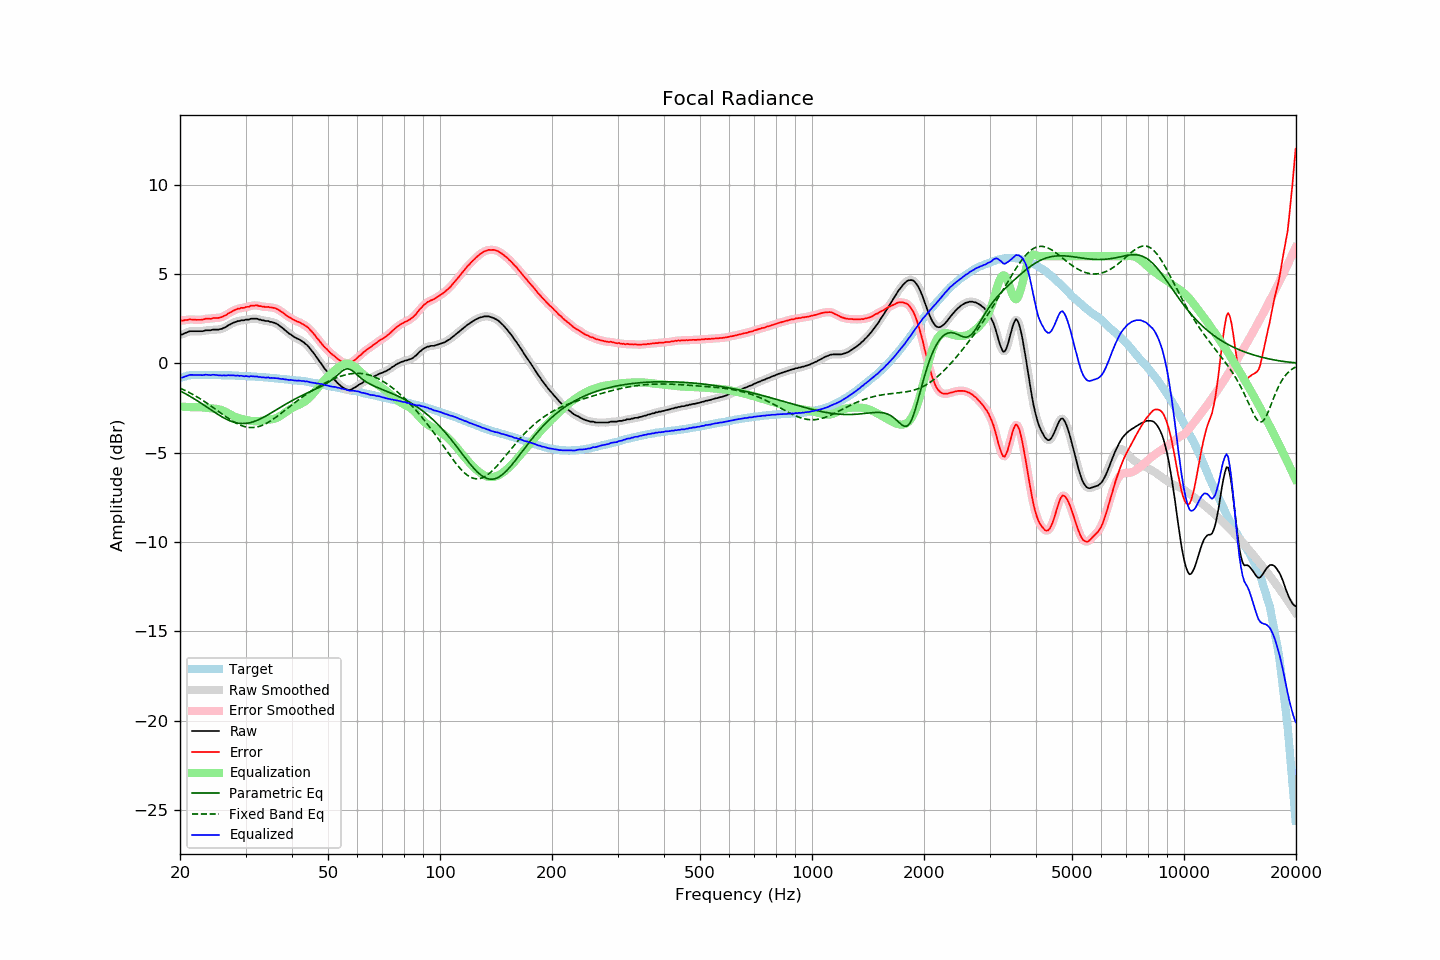 Focal Radiance
Amplitude (dBr)
10
5
0
−5
−10
−15
−20
−25
Target
Raw Smoothed
Error Smoothed
Raw
Error
Equalization
Parametric Eq
Fixed Band Eq
Equalized
20 50 100 200 500 1000 2000 5000 10000 20000
Frequency (Hz)